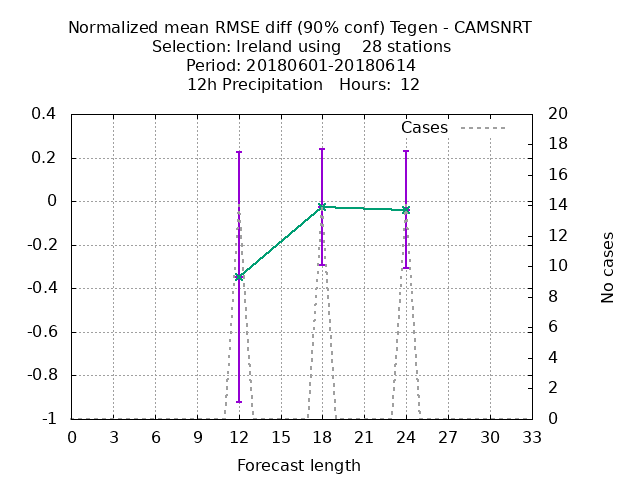 Normalized mean RMSE diff (90% conf) Tegen - CAMSNRT
Selection: Ireland using 28 stations
Period: 20180601-20180614
12h Precipitation Hours: 12
Cases
0.4
0.2
0
-0.2
-0.4
-0.6
-0.8
-1
20
18
16
14
12
10
8
6
4
2
0
No cases
0 3 6 9 12 15 18 21 24 27 30 33
Forecast length